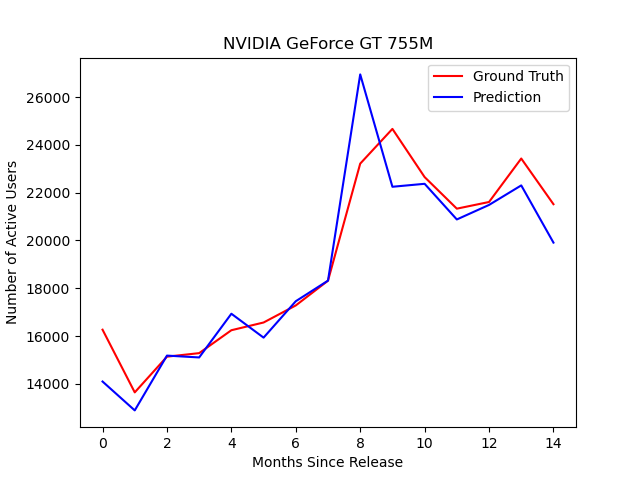 NVIDIA GeForce GT 755M
Ground Truth
Prediction
Number of Active Users
26000
24000
22000
20000
18000
16000
14000
0 2 4 6 8 10 12 14
Months Since Release